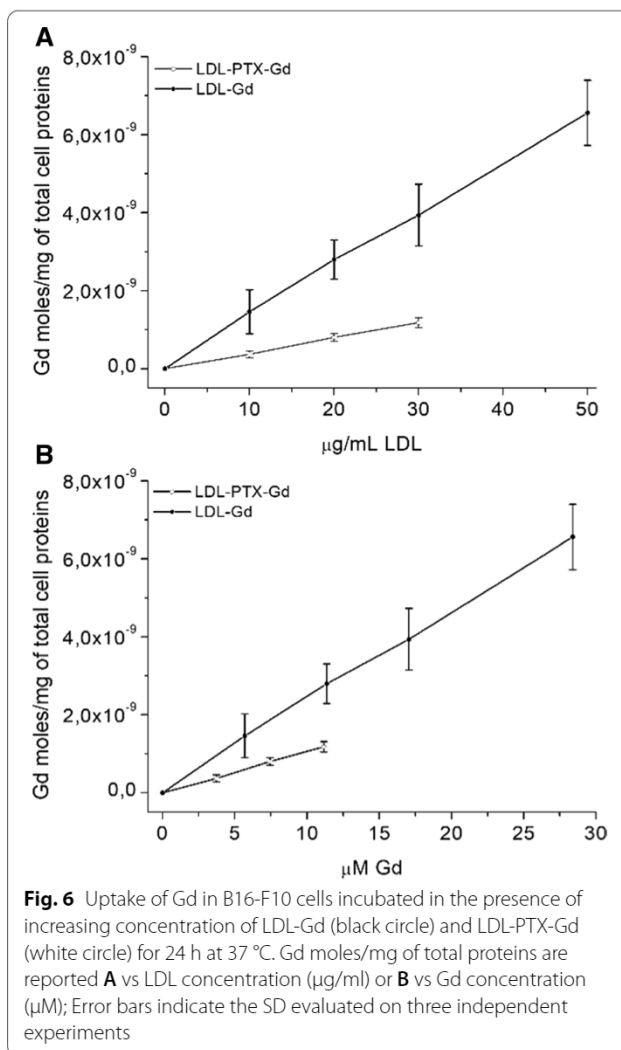 A
8,0x10-9
LDL-PTX-Gd
LDL-Gd
6,0x10-9
4,0x10-9
2,0x10-9
0,0
Gd moles/mg of total cell proteins
0 10 20 30 40 50
µg/mL LDL
B
8,0x10-9
LDL-PTX-Gd
LDL-Gd
6,0x10-9
4,0x10-9
2,0x10-9
0,0
Gd moles/mg of total cell proteins
0 5 10 15 20 25 30
µM Gd
Fig. 6 Uptake of Gd in B16-F10 cells incubated in the presence of
increasing concentration of LDL-Gd (black circle) and LDL-PTX-Gd
(white circle) for 24 h at 37 °C. Gd moles/mg of total proteins are
reported A vs LDL concentration (µg/ml) or B vs Gd concentration
(µM); Error bars indicate the SD evaluated on three independent
experiments